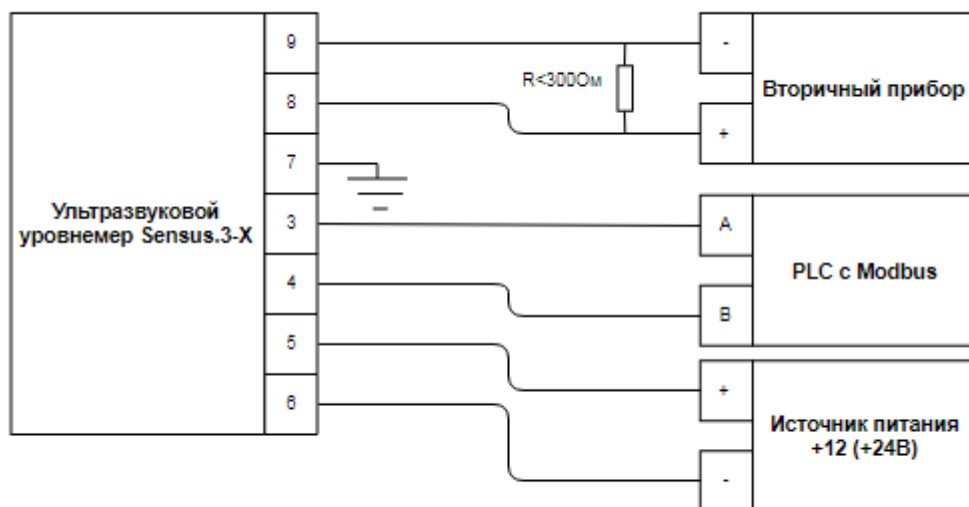 Ультразвуковой
уровнемер Sensus.3-X
9
8
7
3
4
5
6
R<300Ом
-
+
Вторичный прибор
A
B
PLC с Modbus
+
-
Источник питания
+12 (+24В)